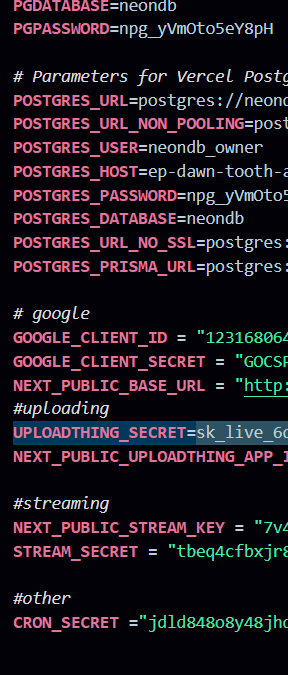 PGDATABASE=neondb
PGPASSWORD=npg_yVmOto5eY8pH
# Parameters for Vercel Postg
POSTGRES_URL=postgres://neond
POSTGRES_URL_NON_POOLING=post
POSTGRES_USER=neondb_owner
POSTGRES_HOST=ep-dawn-tooth-a
POSTGRES_PASSWORD=npg_yVmOto5
POSTGRES_DATABASE=neondb
POSTGRES_URL_NO_SSL=postgres:
POSTGRES_PRISMA_URL=postgres:
# google
GOOGLE_CLIENT_ID = "123168064
GOOGLE_CLIENT_SECRET = "GOCSP
NEXT_PUBLIC_BASE_URL = "http:
#uploading
UPLOADTHING_SECRET=sk_live_6c
NEXT_PUBLIC_UPLOADTHING_APP_I
#streaming
NEXT_PUBLIC_STREAM_KEY = "7v4
STREAM_SECRET = "tbeq4cfbxjr8
#other
CRON_SECRET ="jdld848o8y48jhd